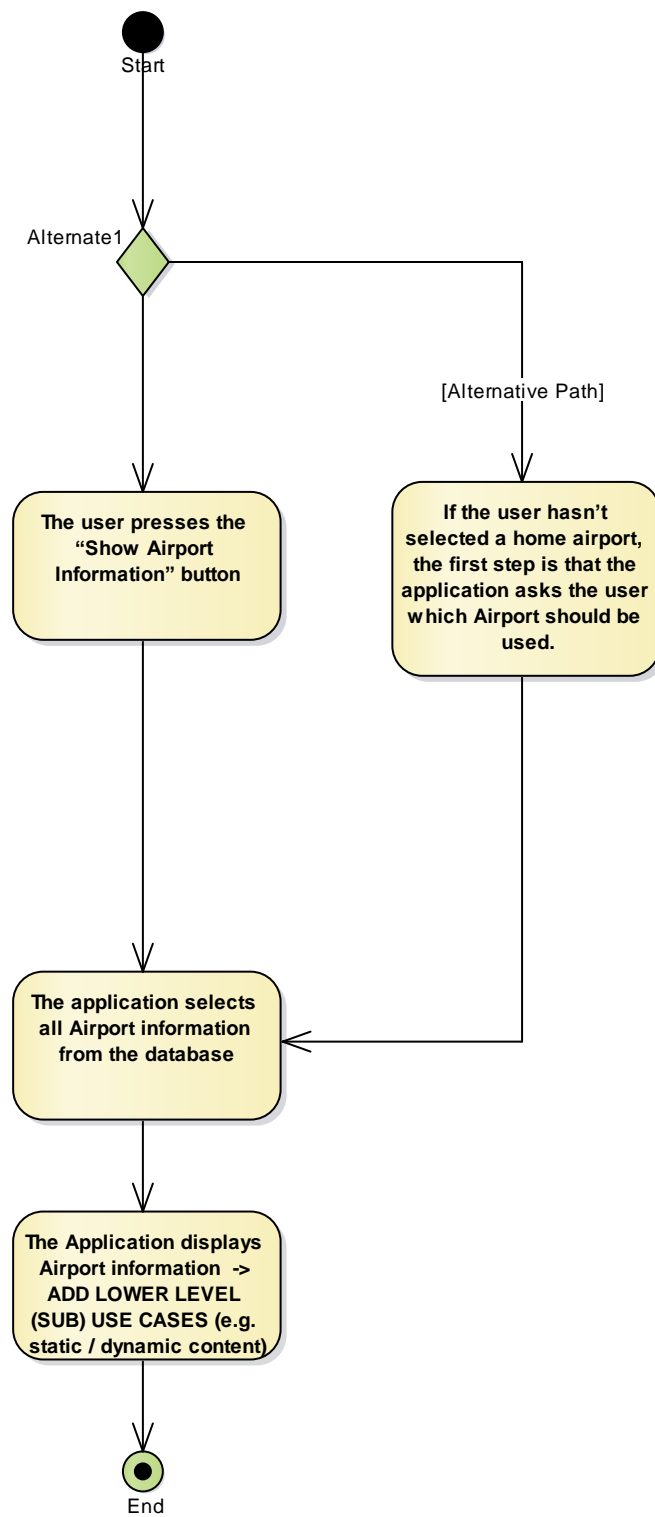 Start
Alternate1
[Alternative Path]
The user presses the
“Show Airport
Information” button
If the user hasn’t
selected a home airport,
the first step is that the
application asks the user
which Airport should be
used.
The application selects
all Airport information
from the database
The Application displays
Airport information  ->
ADD LOWER LEVEL
(SUB) USE CASES (e.g.
static / dynamic content)
End